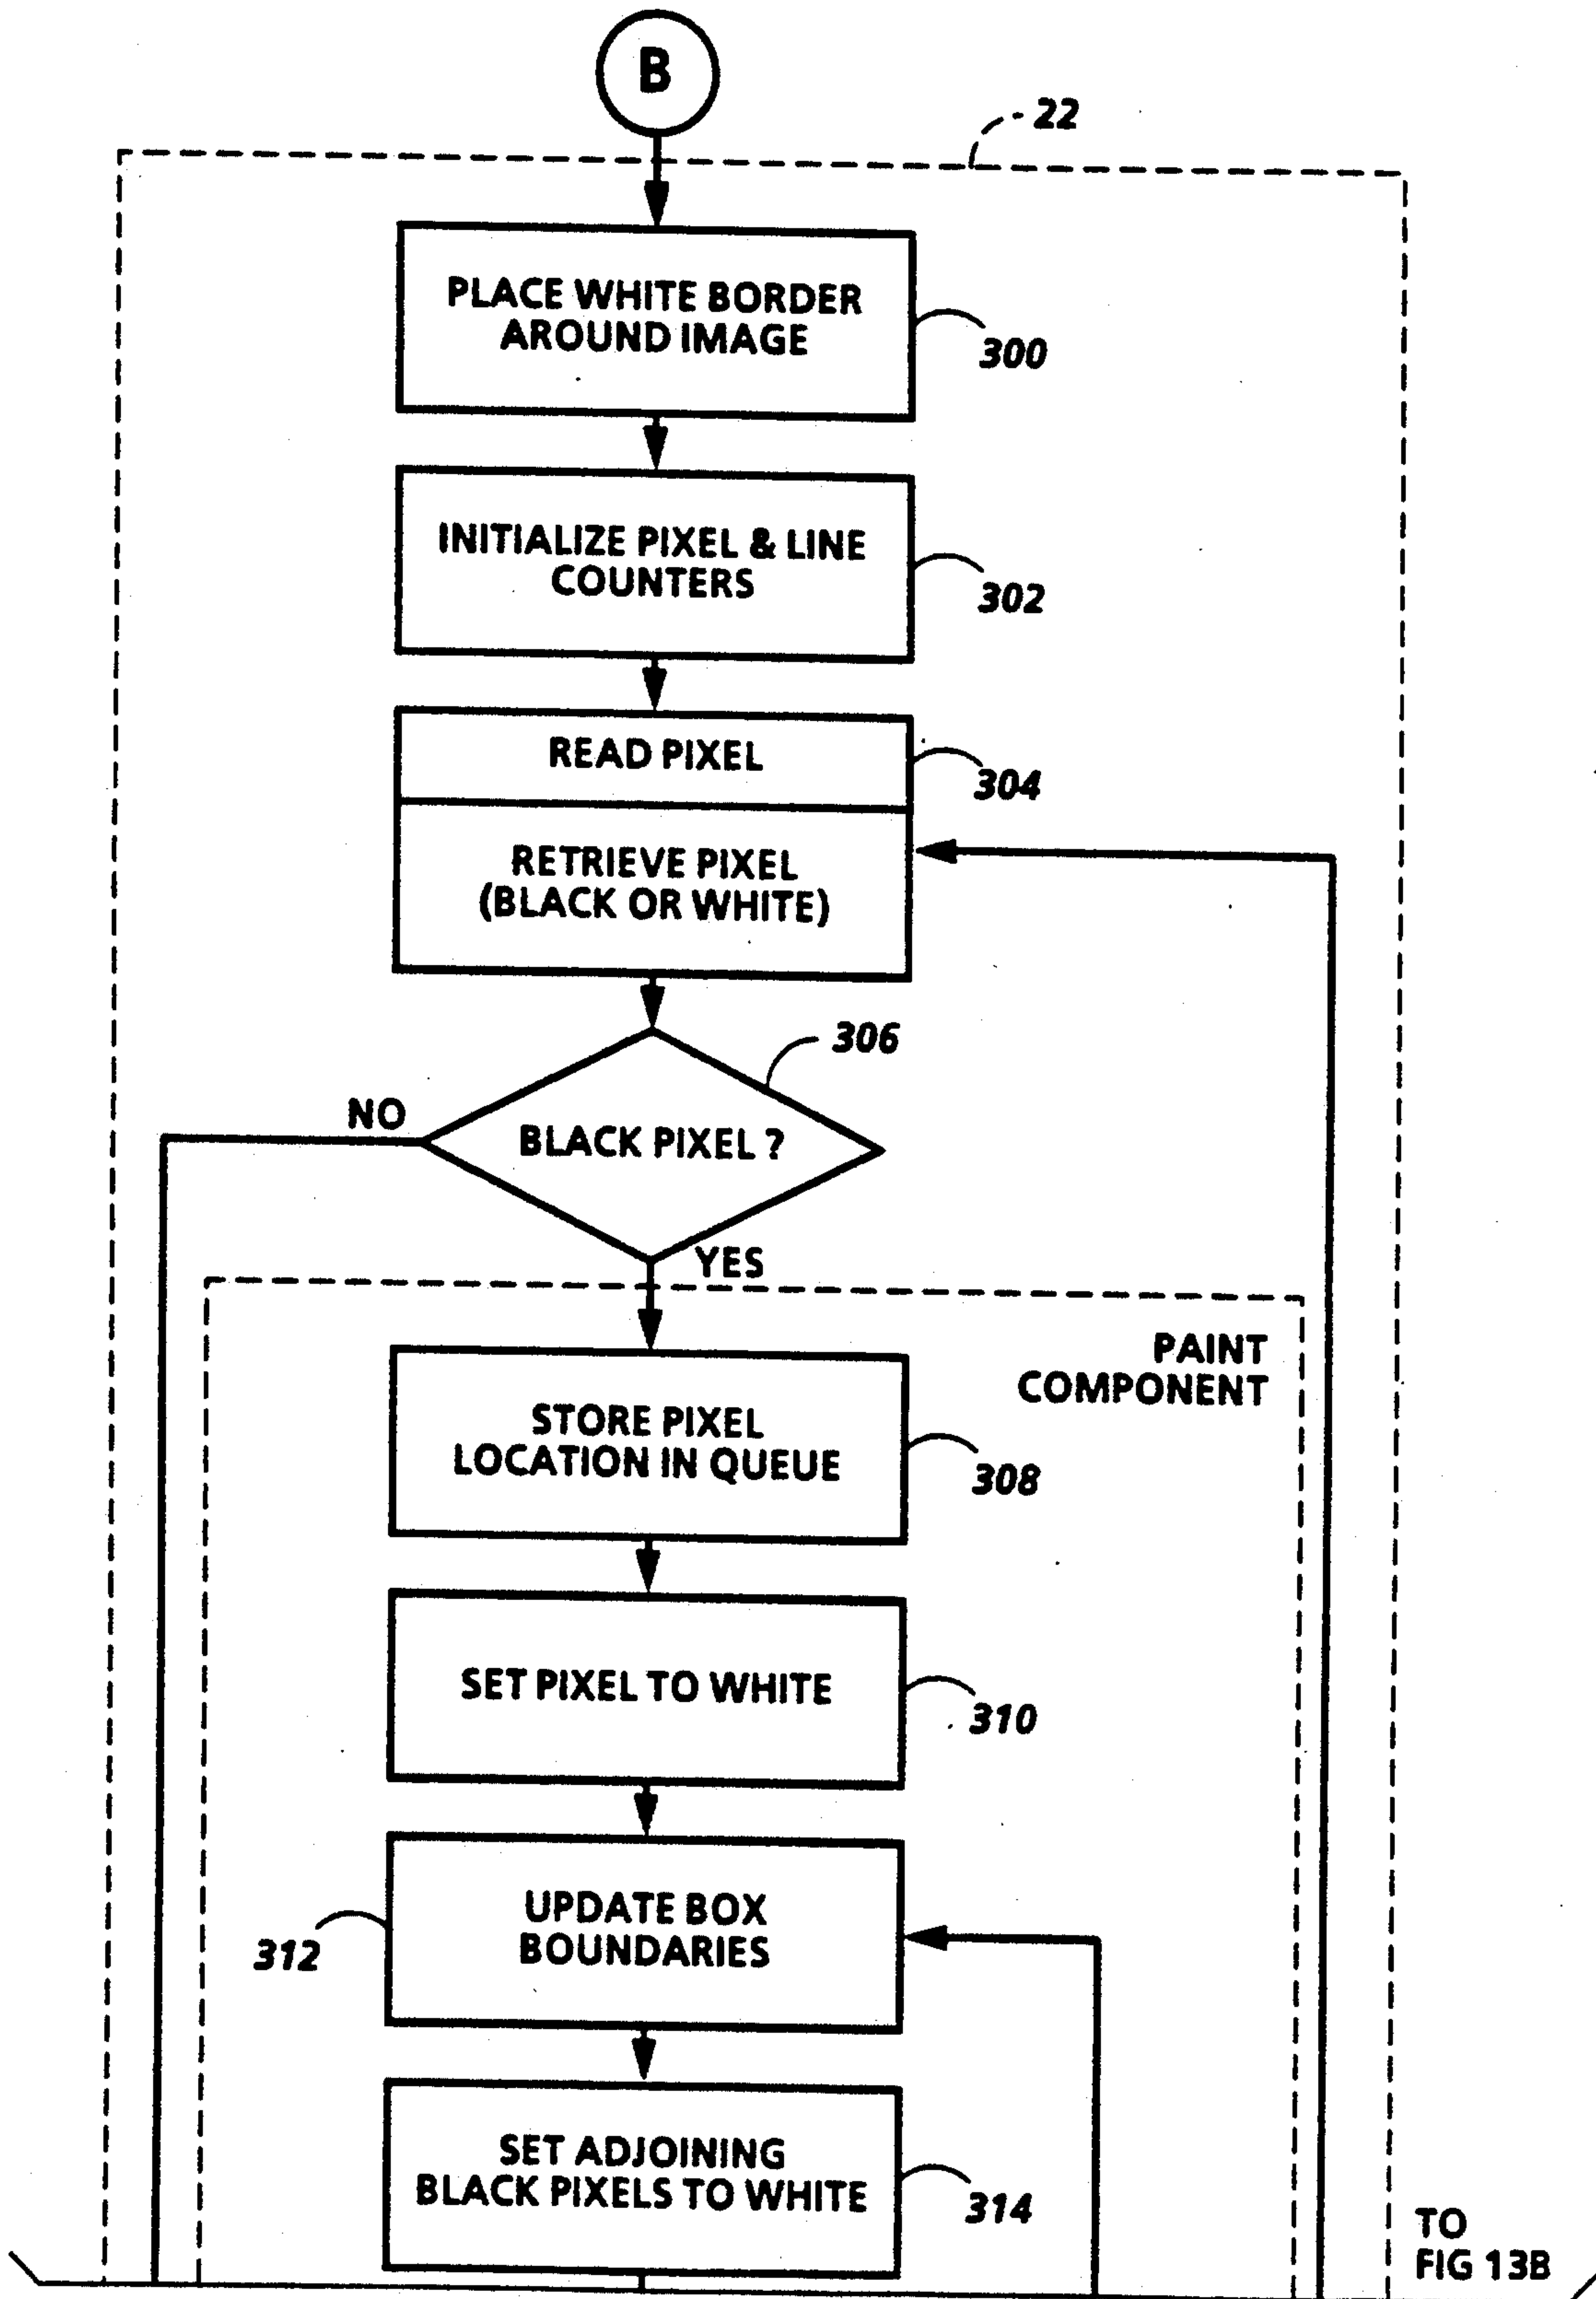 B
22
PLACE WHITE BORDER
AROUND IMAGE
300
INITIALIZE PIXEL & LINE
COUNTERS
302
READ PIXEL
304
RETRIEVE PIXEL
(BLACK OR WHITE)
306
NO
BLACK PIXEL ?
YES
PAINT
COMPONENT
STORE PIXEL
LOCATION IN QUEUE
308
SET PIXEL TO WHITE
310
UPDATE BOX
BOUNDARIES
312
SET ADJOINING
BLACK PIXELS TO WHITE
314
TO
FIG 13B